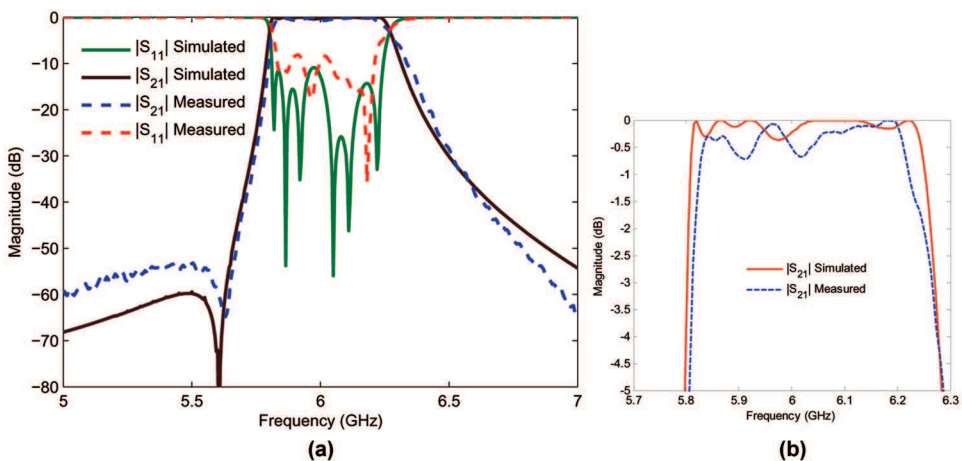 0
−10
−20
−30
−40
−50
−60
−70
−80
Magnitude (dB)
|S11| Simulated
|S21| Simulated
|S21| Measured
|S11| Measured
5
5.5
6
6.5
7
Frequency (GHz)
(a)
0
-0.5
-1
-1.5
-2
-2.5
-3
-3.5
-4
-4.5
-5
Magnitude (dB)
|S21| Simulated
|S21| Measured
5.7
5.8
5.9
6
6.1
6.2
6.3
Frequency (GHz)
(b)